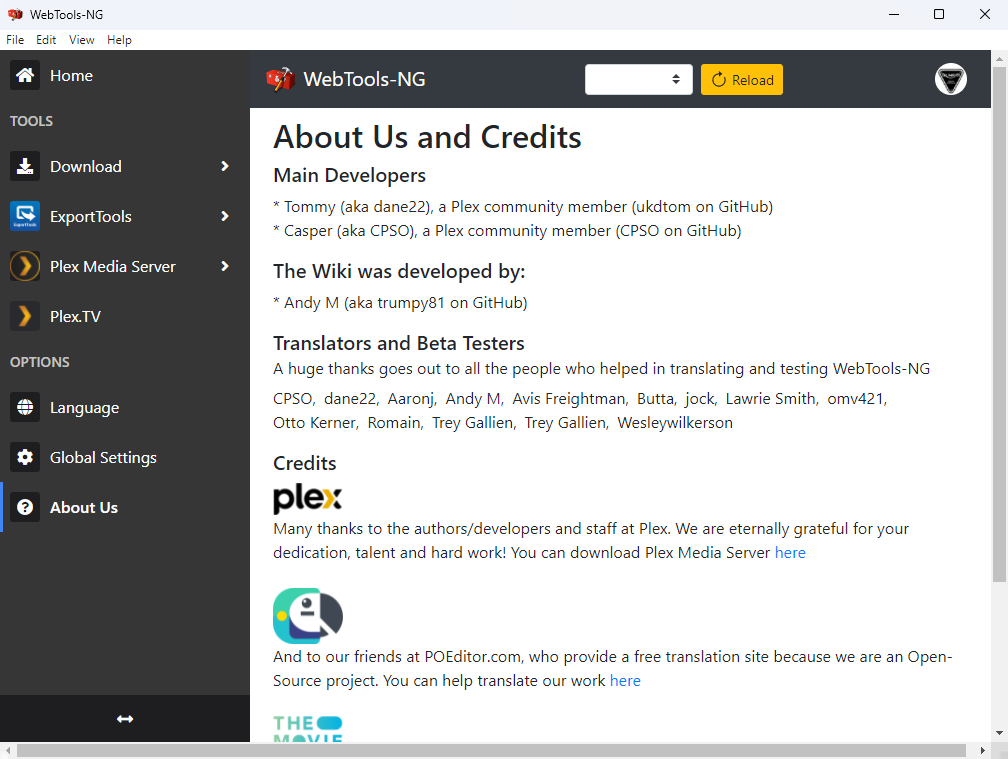 WebTools-NG
File Edit View Help
Home
TOOLS
Download
ExportTools
Plex Media Server
Plex.TV
OPTIONS
Language
Global Settings
About Us
WebTools-NG
Reload
About Us and Credits
Main Developers
* Tommy (aka dane22), a Plex community member (ukdtom on GitHub)
* Casper (aka CPSO), a Plex community member (CPSO on GitHub)
The Wiki was developed by:
* Andy M (aka trumpy81 on GitHub)
Translators and Beta Testers
A huge thanks goes out to all the people who helped in translating and testing WebTools-NG
CPSO, dane22, Aaronj, Andy M, Avis Freightman, Butta, jock, Lawrie Smith, omv421,
Otto Kerner, Romain, Trey Gallien, Trey Gallien, Wesleywilkerson
Credits
plex
Many thanks to the authors/developers and staff at Plex. We are eternally grateful for your
dedication, talent and hard work! You can download Plex Media Server here
And to our friends at POEditor.com, who provide a free translation site because we are an Open-
Source project. You can help translate our work here
THE
MOVIE